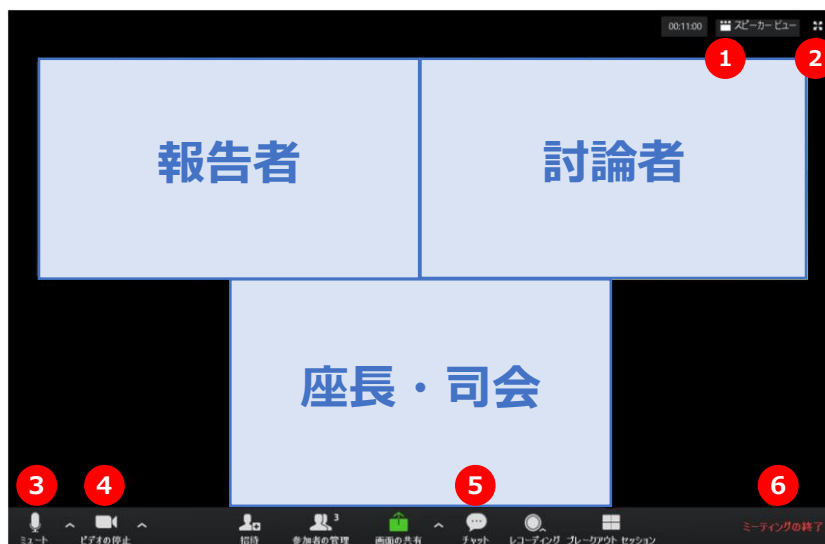 00:11:00 スピーカー ビュー
1 2
報告者 討論者
座長・司会
3 4 5 6
3
ミュート ビデオの停止 招待 参加者の管理 画面の共有 チャット レコーディング ブレークアウト セッション ミーティングの終了